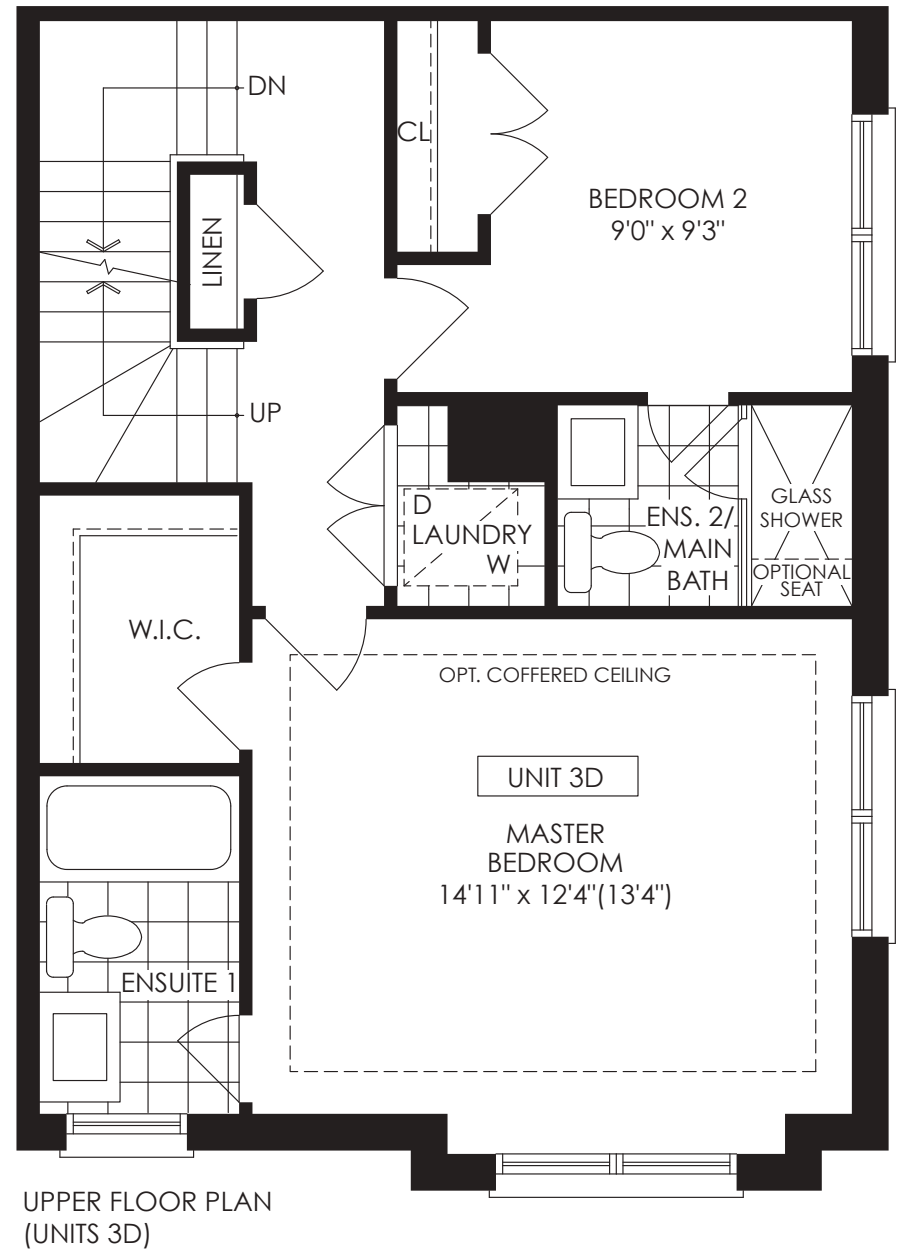 DN
CL
BEDROOM 2
9'0" x 9'3"
LINEN
UP
D
LAUNDRY
W
ENS. 2/
MAIN
BATH
GLASS
SHOWER
OPTIONAL
SEAT
W.I.C.
OPT. COFFERED CEILING
UNIT 3D
MASTER
BEDROOM
14'11" x 12'4"(13'4")
ENSUITE 1
UPPER FLOOR PLAN
(UNITS 3D)